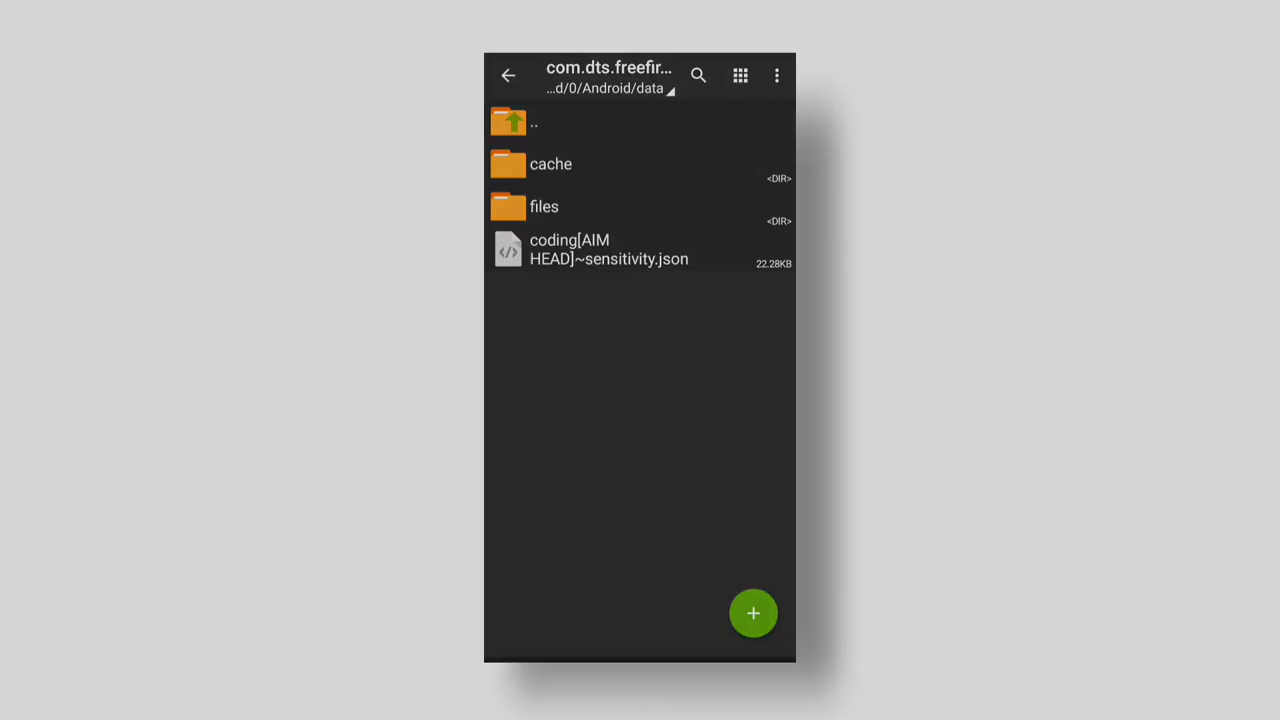 com.dts.freefir...
...d/0/Android/data
..
cache
<DIR>
files
<DIR>
coding[AIM
HEAD]~sensitivity.json
22.28KB